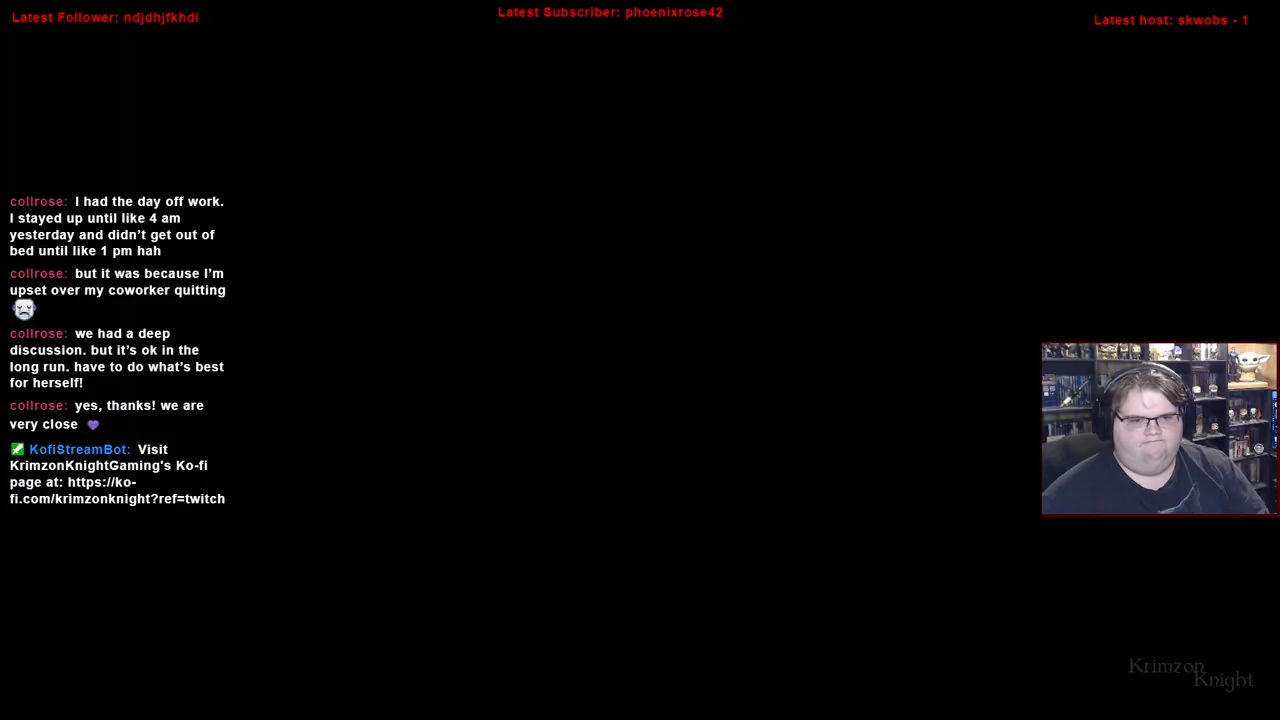 Latest Follower: ndjdhjfkhdi
Latest Subscriber: phoenixrose42
Latest host: skwobs - 1
collrose: I had the day off work.
I stayed up until like 4 am
yesterday and didn’t get out of
bed until like 1 pm hah
collrose: but it was because I’m
upset over my coworker quitting
collrose: we had a deep
discussion. but it’s ok in the
long run. have to do what’s best
for herself!
collrose: yes, thanks! we are
very close
KofiStreamBot: Visit
KrimzonKnightGaming's Ko-fi
page at: https://ko-
fi.com/krimzonknight?ref=twitch
Krimzon
Knight